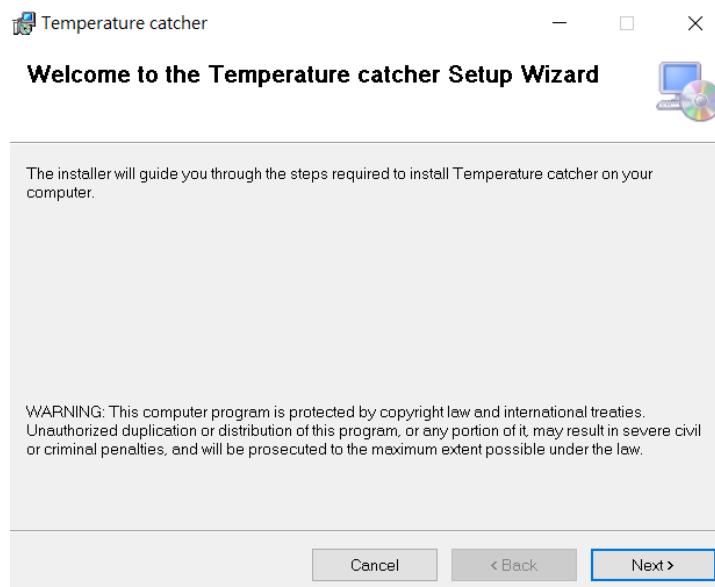 Temperature catcher
Welcome to the Temperature catcher Setup Wizard
The installer will guide you through the steps required to install Temperature catcher on your
computer.
WARNING: This computer program is protected by copyright law and international treaties.
Unauthorized duplication or distribution of this program, or any portion of it, may result in severe civil
or criminal penalties, and will be prosecuted to the maximum extent possible under the law.
Cancel
< Back
Next >